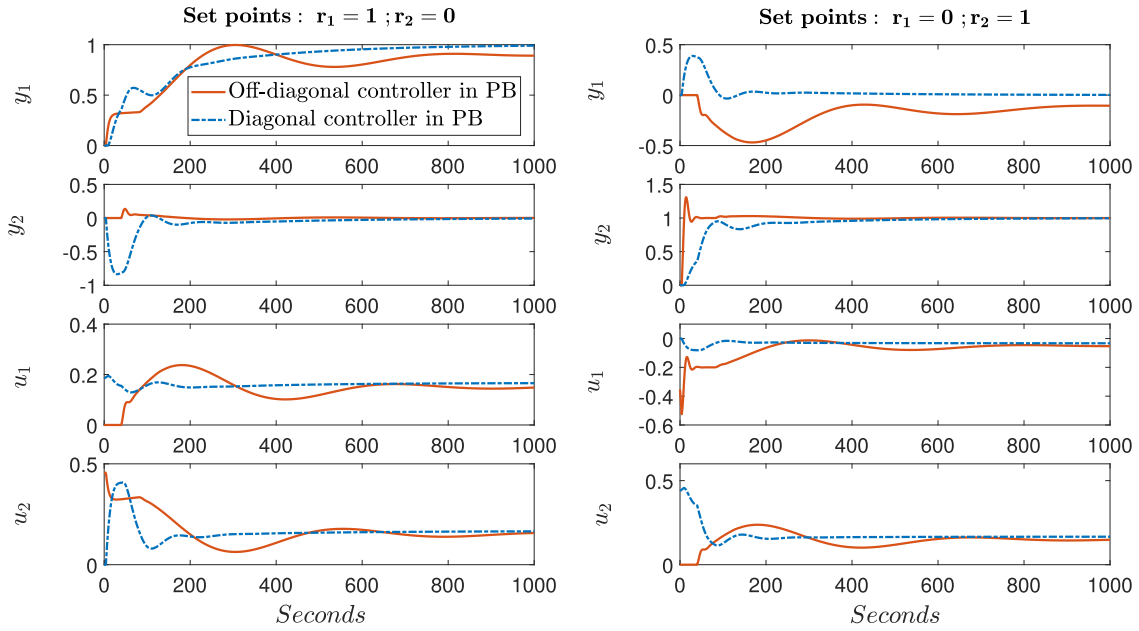 Set points : r₁ = 1 ; r₂ = 0
y₁
1
0.5
0
Off-diagonal controller in PB
Diagonal controller in PB
0 200 400 600 800 1000
y₂
0.5
0
-0.5
-1
0 200 400 600 800 1000
u₁
0.4
0.2
0
0 200 400 600 800 1000
u₂
0.5
0
0 200 400 600 800 1000
Seconds
Set points : r₁ = 0 ; r₂ = 1
y₁
0.5
0
-0.5
0 200 400 600 800 1000
y₂
1.5
1
0.5
0
0 200 400 600 800 1000
u₁
0
-0.2
-0.4
-0.6
0 200 400 600 800 1000
u₂
0.5
0
0 200 400 600 800 1000
Seconds